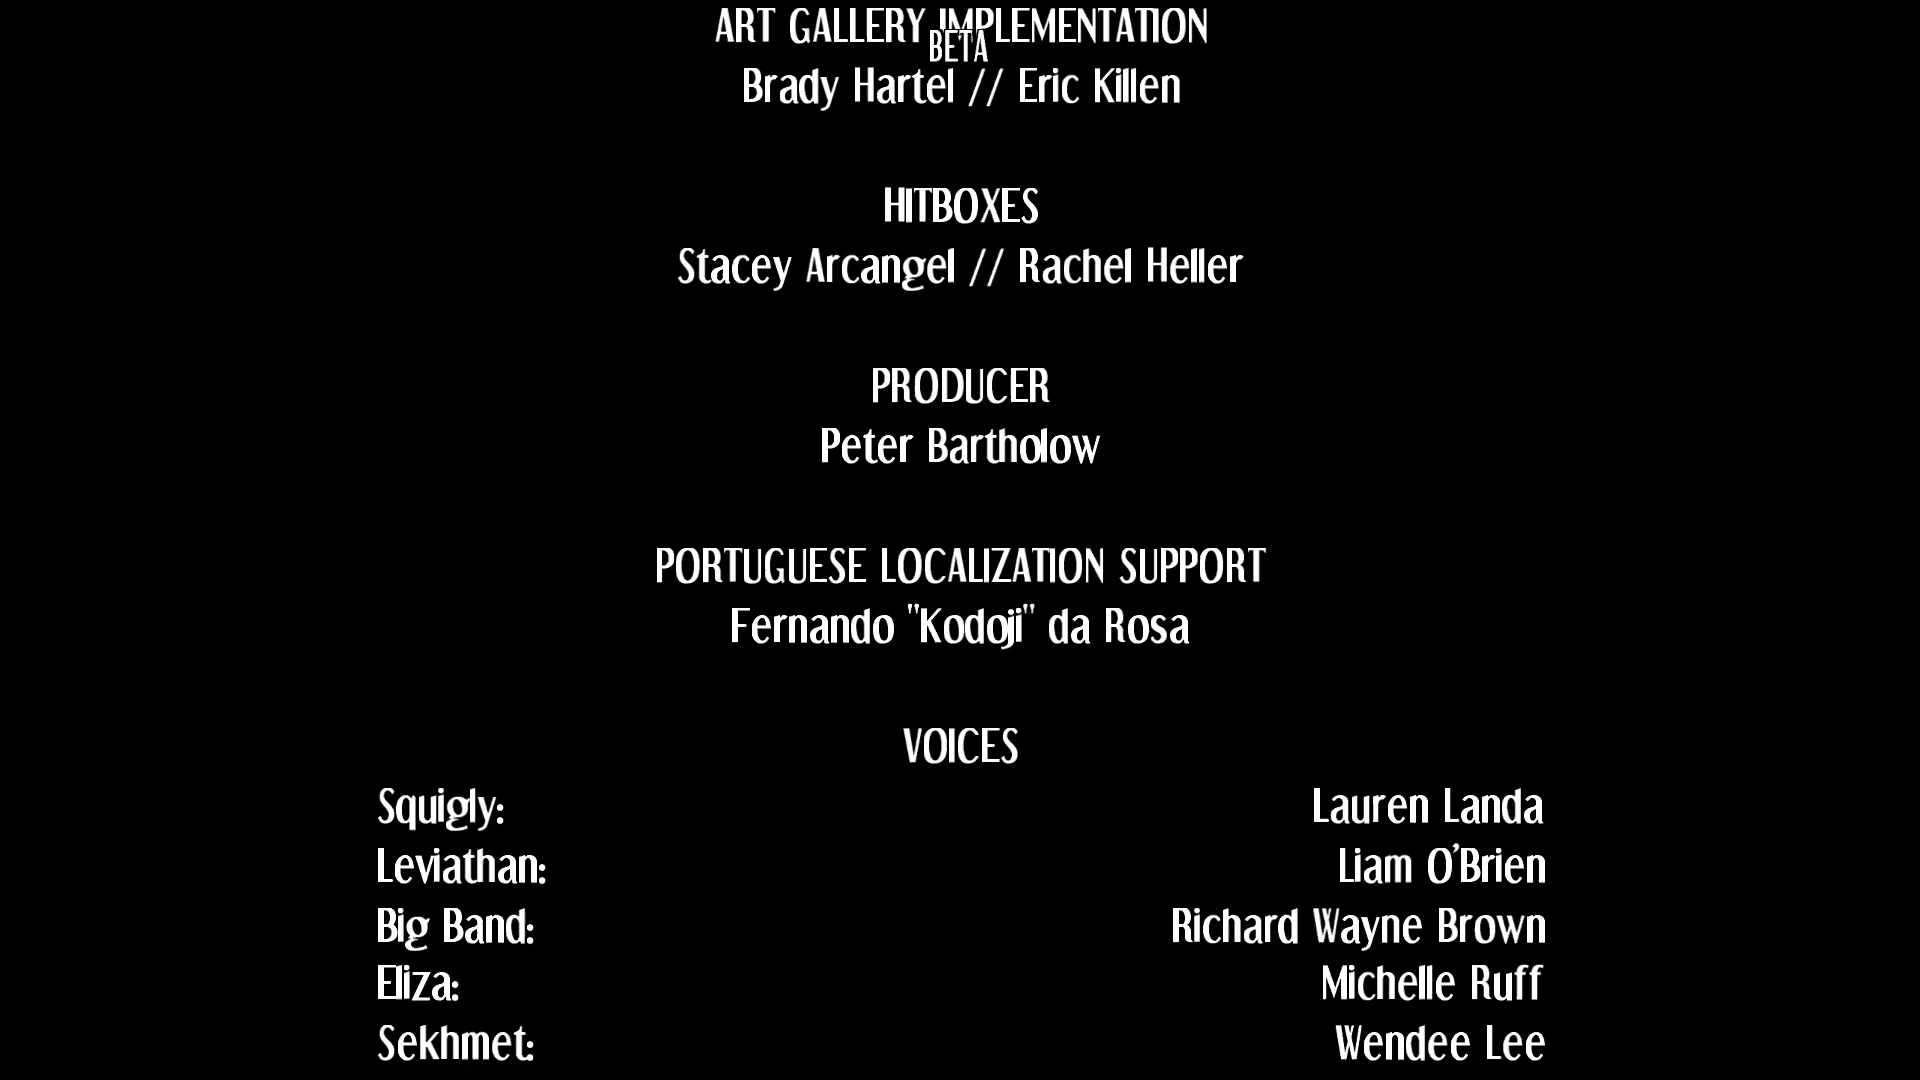 ART GALLERY IMPLEMENTATION
BETA
Brady Hartel // Eric Killen
HITBOXES
Stacey Arcangel // Rachel Heller
PRODUCER
Peter Bartholow
PORTUGUESE LOCALIZATION SUPPORT
Fernando "Kodoji" da Rosa
VOICES
Squigly: Lauren Landa
Leviathan: Liam O'Brien
Big Band: Richard Wayne Brown
Eliza: Michelle Ruff
Sekhmet: Wendee Lee